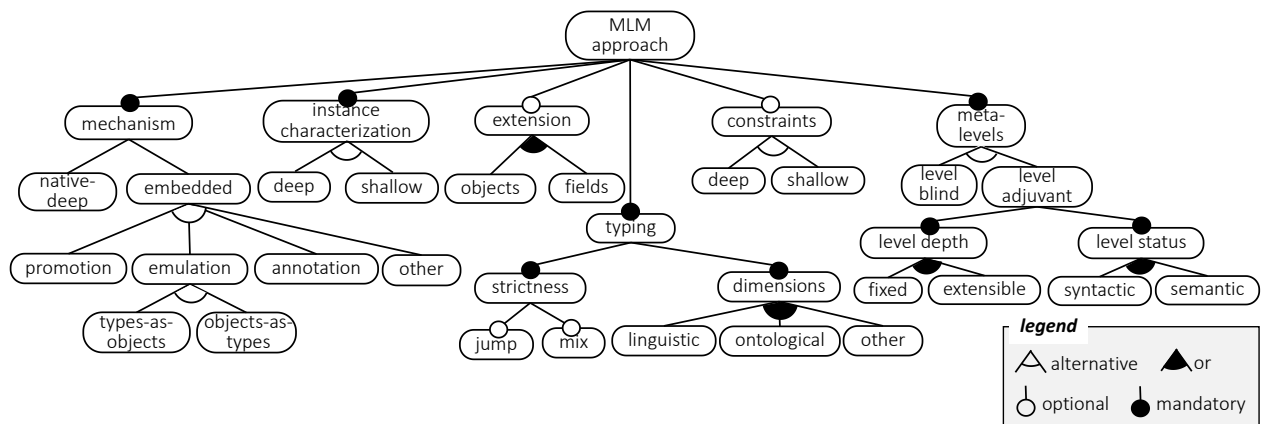 MLM
approach
mechanism
instance
characterization
extension
constraints
meta-
levels
native-
deep
embedded
deep
shallow
objects
fields
deep
shallow
level
blind
level
adjuvant
typing
level depth
level status
promotion
emulation
annotation
other
strictness
dimensions
fixed
extensible
syntactic
semantic
types-as-
objects
objects-as-
types
jump
mix
linguistic
ontological
other
legend
alternative
or
optional
mandatory